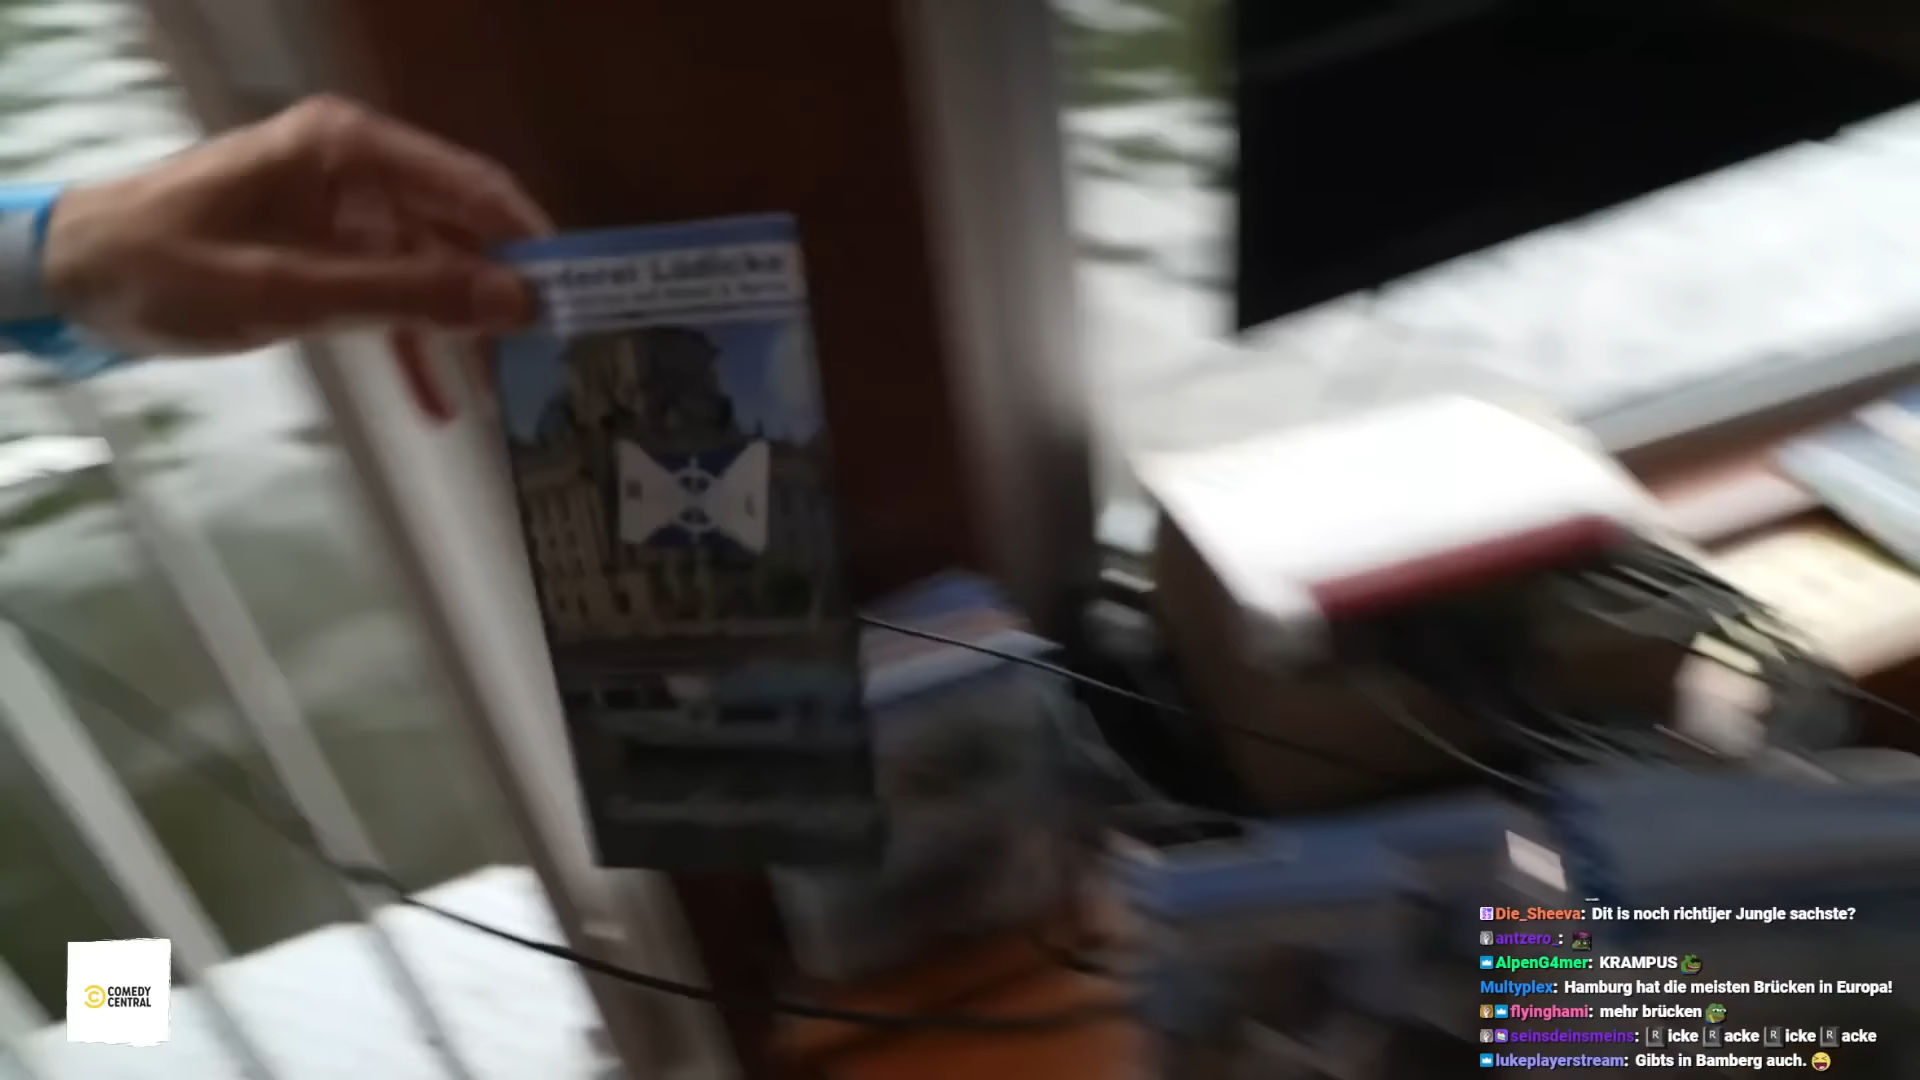 Lüdicke
R
L
COMEDY
CENTRAL
Die_Sheeva: Dit is noch richtijer Jungle sachste?
antzero_:
AlpenG4mer: KRAMPUS
Multyplex: Hamburg hat die meisten Brücken in Europa!
flyinghami: mehr brücken
seinsdeinsmeins: R icke R acke R icke R acke
lukeplayerstream: Gibts in Bamberg auch.